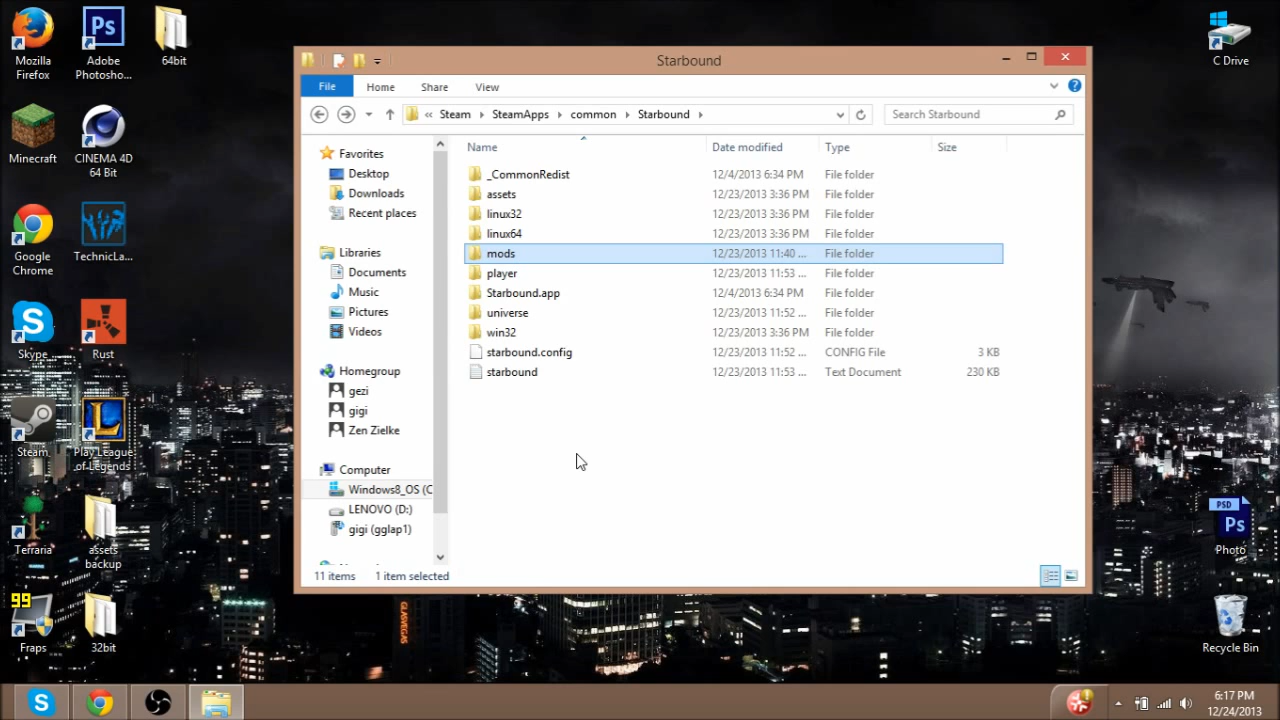 Mozilla
Firefox
Adobe
Photosho...
64bit
Minecraft
CINEMA 4D
64 Bit
Google
Chrome
TechnicLa...
Skype
Rust
Steam
Play League
of Legends
Terraria
assets
backup
99
Fraps
32bit
Starbound
File
Home
Share
View
« Steam SteamApps common Starbound
Search Starbound
Name
Date modified
Type
Size
Favorites
Desktop
Downloads
Recent places
Libraries
Documents
Music
Pictures
Videos
Homegroup
gezi
gigi
Zen Zielke
Computer
Windows8_OS (C
LENOVO (D:)
gigi (gglap1)
_CommonRedist 12/4/2013 6:34 PM File folder
assets 12/23/2013 3:36 PM File folder
linux32 12/23/2013 3:36 PM File folder
linux64 12/23/2013 3:36 PM File folder
mods 12/23/2013 11:40 ... File folder
player 12/23/2013 11:53 ... File folder
Starbound.app 12/4/2013 6:34 PM File folder
universe 12/23/2013 11:52 ... File folder
win32 12/23/2013 3:36 PM File folder
starbound.config 12/23/2013 11:52 ... CONFIG File 3 KB
starbound 12/23/2013 11:53 ... Text Document 230 KB
11 items 1 item selected
C Drive
PSD
Ps
Photo
Recycle Bin
Ps
GLASVEGAS
6:17 PM
12/24/2013